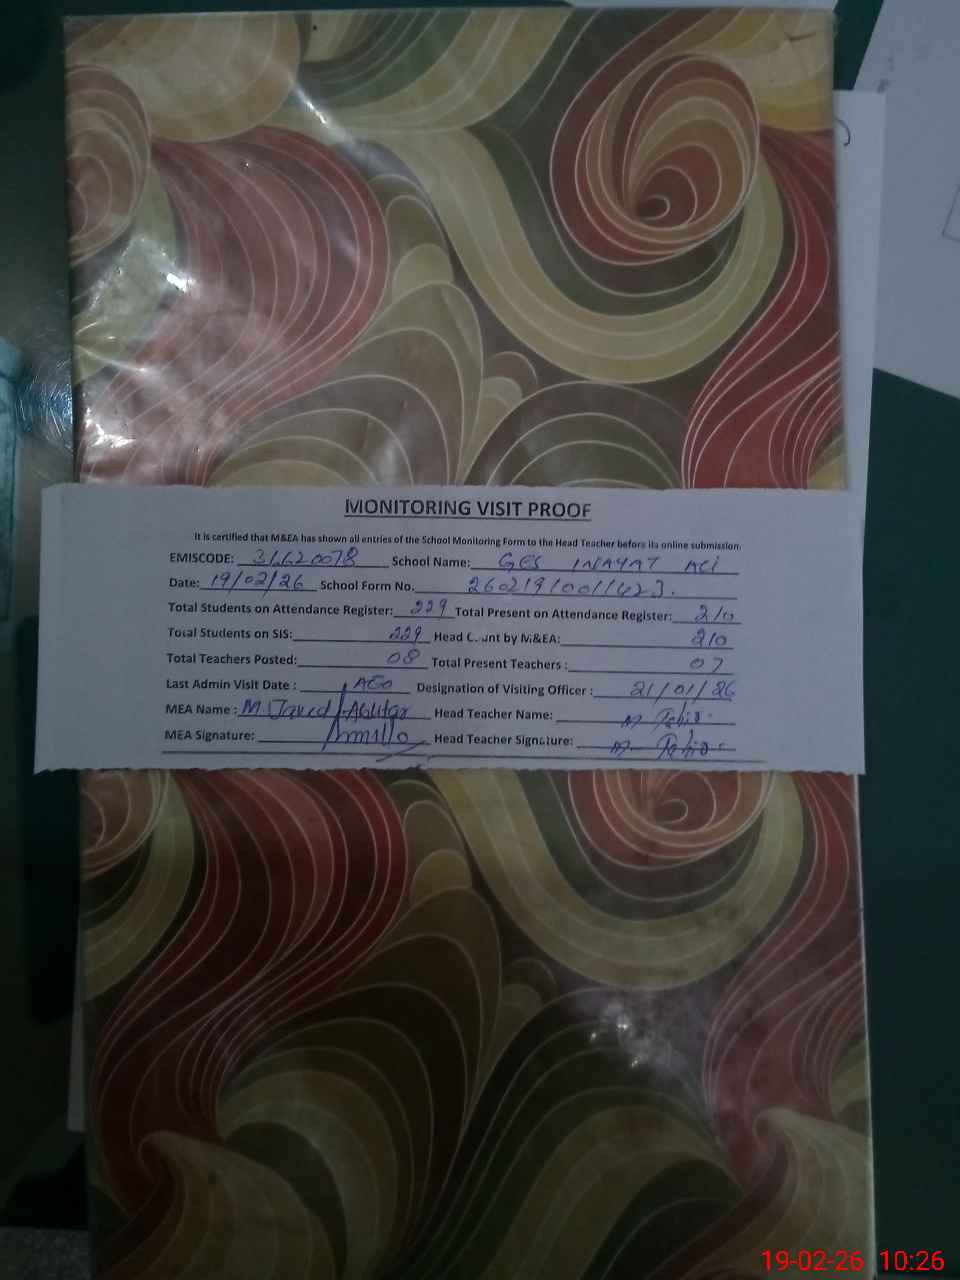 MONITORING VISIT PROOF
It is certified that M&EA has shown all entries of the School Monitoring Form to the Head Teacher before its online submission.
EMISCODE: 31620078 School Name: GES INAYAT ALI
Date: 19/02/26 School Form No. 2602191001423.
Total Students on Attendance Register: 229 Total Present on Attendance Register: 210
Total Students on SIS: 229 Head Count by M&EA: 210
Total Teachers Posted: 08 Total Present Teachers : 07
Last Admin Visit Date : AEO Designation of Visiting Officer : 21/01/26
MEA Name : M. Javed Head Teacher Name: M Tahir
MEA Signature: Head Teacher Signature: M Tahir
19-02-26 10:26